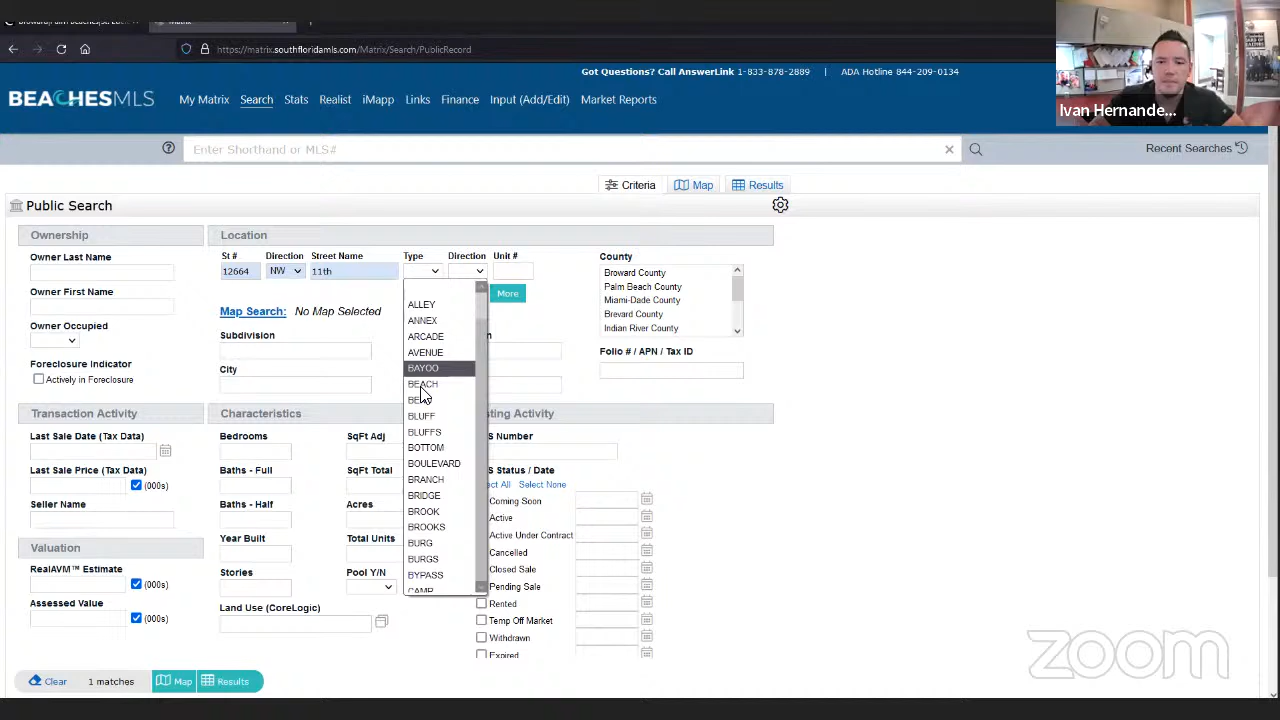 Matrix
https://matrix.southfloridamls.com/Matrix/Search/PublicRecord
Got Questions? Call AnswerLink 1-833-878-2889 | ADA Hotline 844-209-0134
BEACHESMLS
My Matrix Search Stats Realist iMapp Links Finance Input (Add/Edit) Market Reports
Ivan Hernande...
Enter Shorthand or MLS#
Recent Searches
Criteria Map Results
Public Search
Ownership
Owner Last Name
Owner First Name
Owner Occupied
Foreclosure Indicator
Actively in Foreclosure
Location
St # Direction Street Name Type Direction Unit#
12664 NW 11th
More
Map Search: No Map Selected
Subdivision
City
County
Broward County
Palm Beach County
Miami-Dade County
Brevard County
Indian River County
Folio # / APN / Tax ID
ALLEY
ANNEX
ARCADE
AVENUE
BAYOO
BEACH
BLUFF
BLUFFS
BOTTOM
BOULEVARD
BRANCH
BRIDGE
BROOK
BROOKS
BURG
BURGS
BYPASS
CAMP
Transaction Activity
Last Sale Date (Tax Data)
Last Sale Price (Tax Data)
(000s)
Seller Name
Valuation
RealAVM™ Estimate
(000s)
Assessed Value
(000s)
Characteristics
Bedrooms SqFt Adj
Baths - Full SqFt Total
Baths - Half Acres
Year Built Total Units
Stories Pool Y/N
Land Use (CoreLogic)
sting Activity
S Number
S Status / Date
ect All Select None
Coming Soon
Active
Active Under Contract
Cancelled
Closed Sale
Pending Sale
Rented
Temp Off Market
Withdrawn
Expired
Clear 1 matches Map Results
zoom